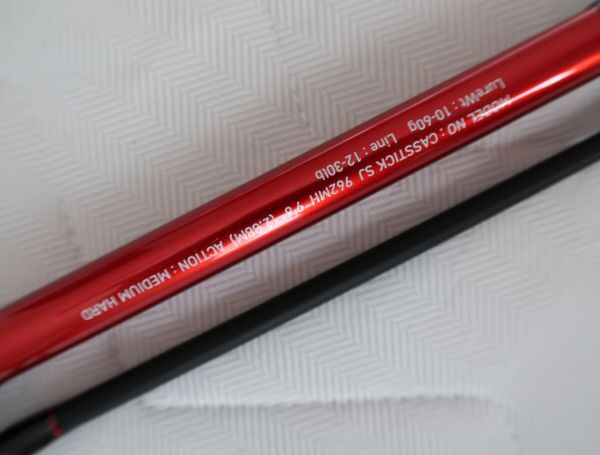 MODEL NO : CASSTICK SJ 962MH 9'6" (2.88M) ACTION : MEDIUM HARD
LureWt : 10-60g Line : 12-30lb